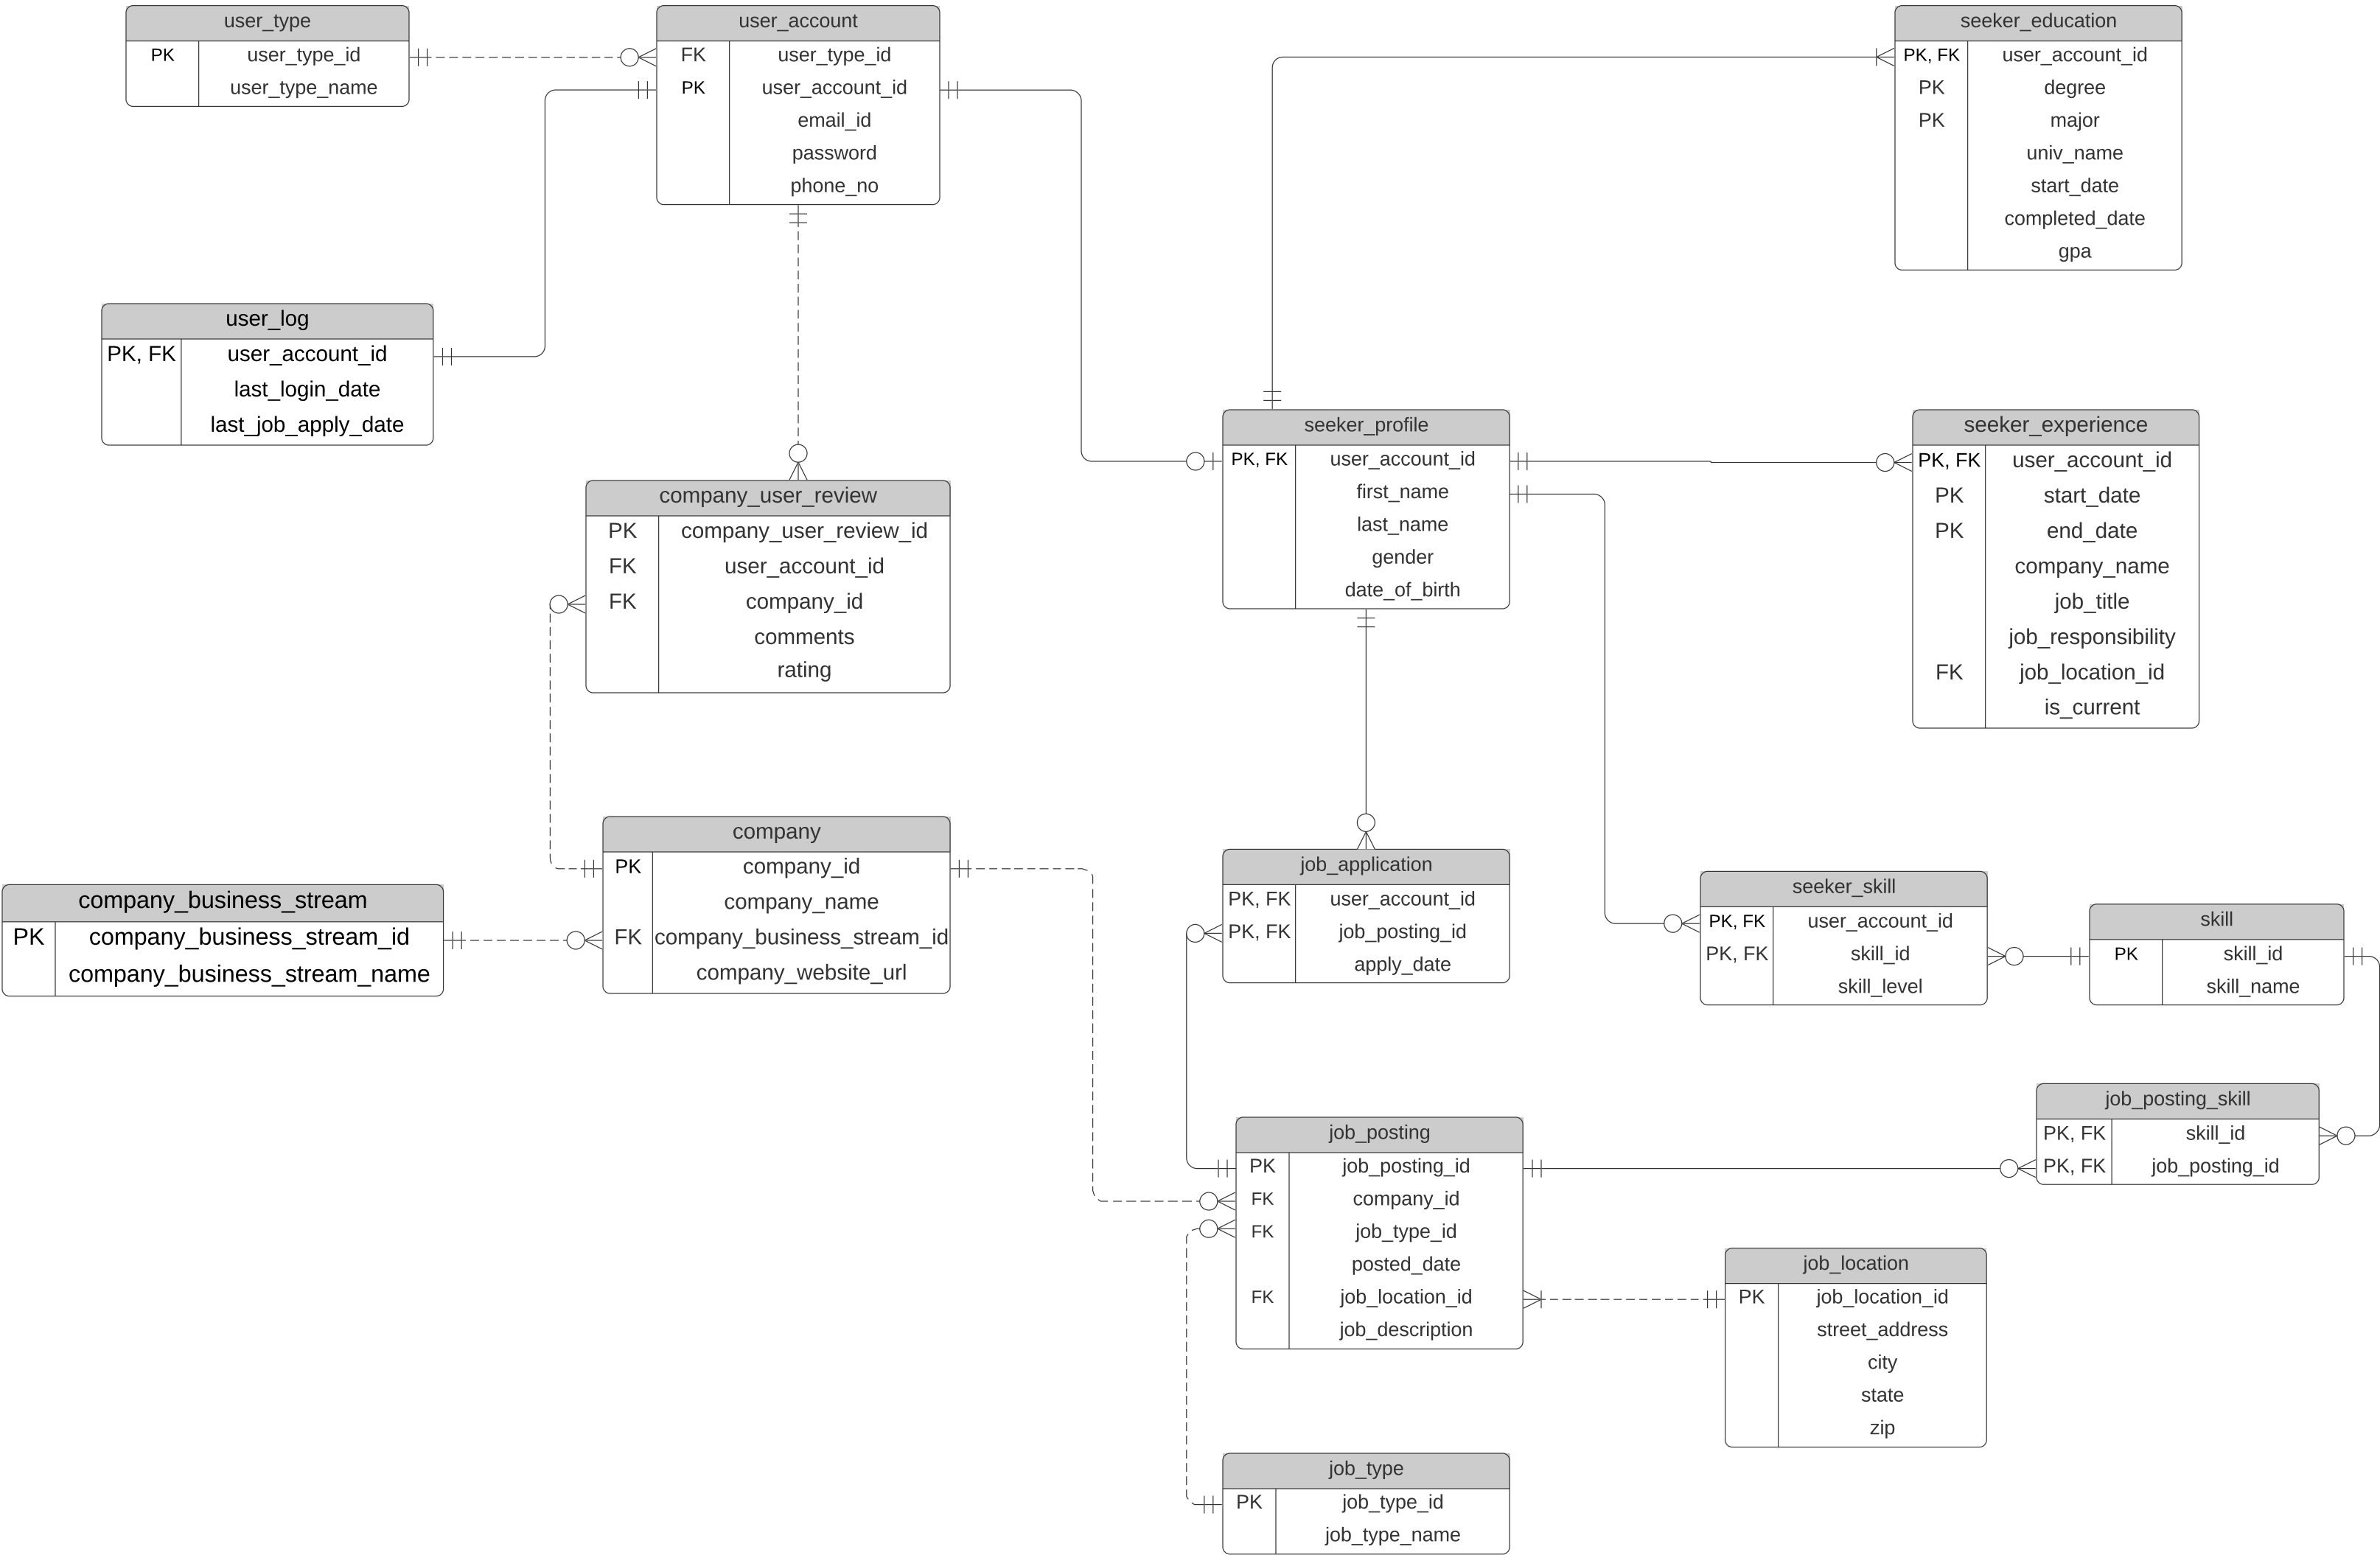 user_type
PK user_type_id
user_type_name
user_account
FK user_type_id
PK user_account_id
email_id
password
phone_no
seeker_education
PK, FK user_account_id
PK degree
PK major
univ_name
start_date
completed_date
gpa
user_log
PK, FK user_account_id
last_login_date
last_job_apply_date
company_user_review
PK company_user_review_id
FK user_account_id
FK company_id
comments
rating
seeker_profile
PK, FK user_account_id
first_name
last_name
gender
date_of_birth
seeker_experience
PK, FK user_account_id
PK start_date
PK end_date
company_name
job_title
job_responsibility
FK job_location_id
is_current
company_business_stream
PK company_business_stream_id
company_business_stream_name
company
PK company_id
company_name
FK company_business_stream_id
company_website_url
job_application
PK, FK user_account_id
PK, FK job_posting_id
apply_date
seeker_skill
PK, FK user_account_id
PK, FK skill_id
skill_level
skill
PK skill_id
skill_name
job_posting_skill
PK, FK skill_id
PK, FK job_posting_id
job_posting
PK job_posting_id
FK company_id
FK job_type_id
posted_date
FK job_location_id
job_description
job_location
PK job_location_id
street_address
city
state
zip
job_type
PK job_type_id
job_type_name